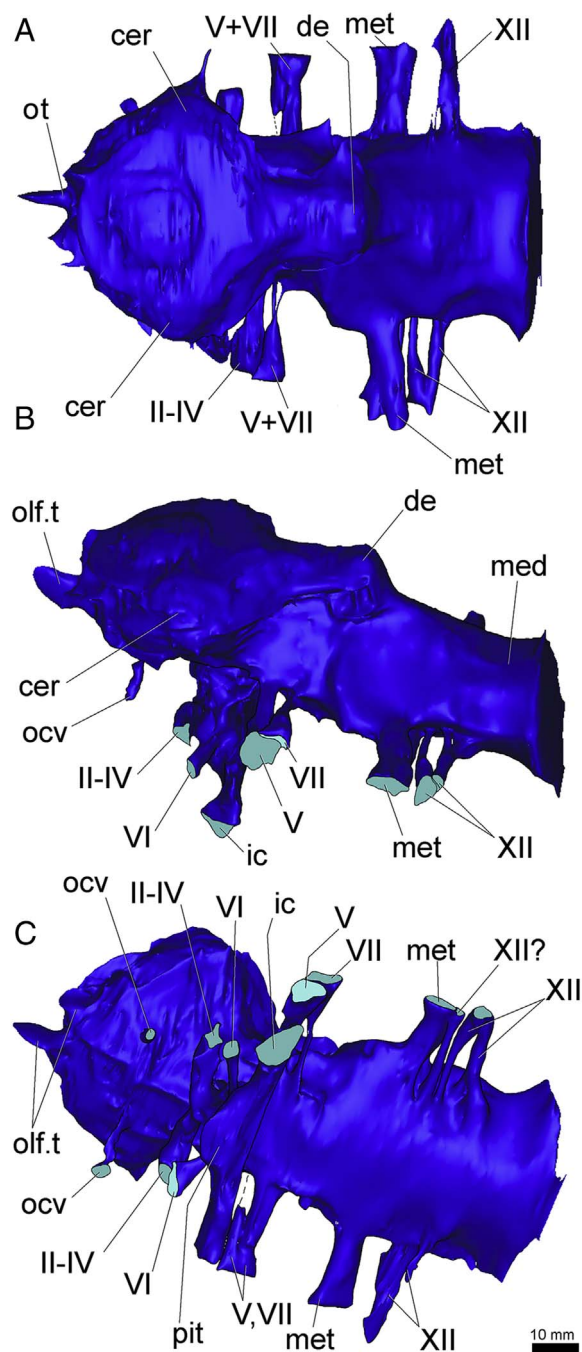 A
cer
V+VII
de
met
XII
ot
cer
II-IV
V+VII
XII
met
B
olf.t
de
med
cer
ocv
II-IV
VII
VI
V
ic
met
XII
C
ocv
II-IV
VI
ic
V
VII
met
XII?
XII
olf.t
ocv
II-IV
VI
pit
V,VII
met
XII
10 mm